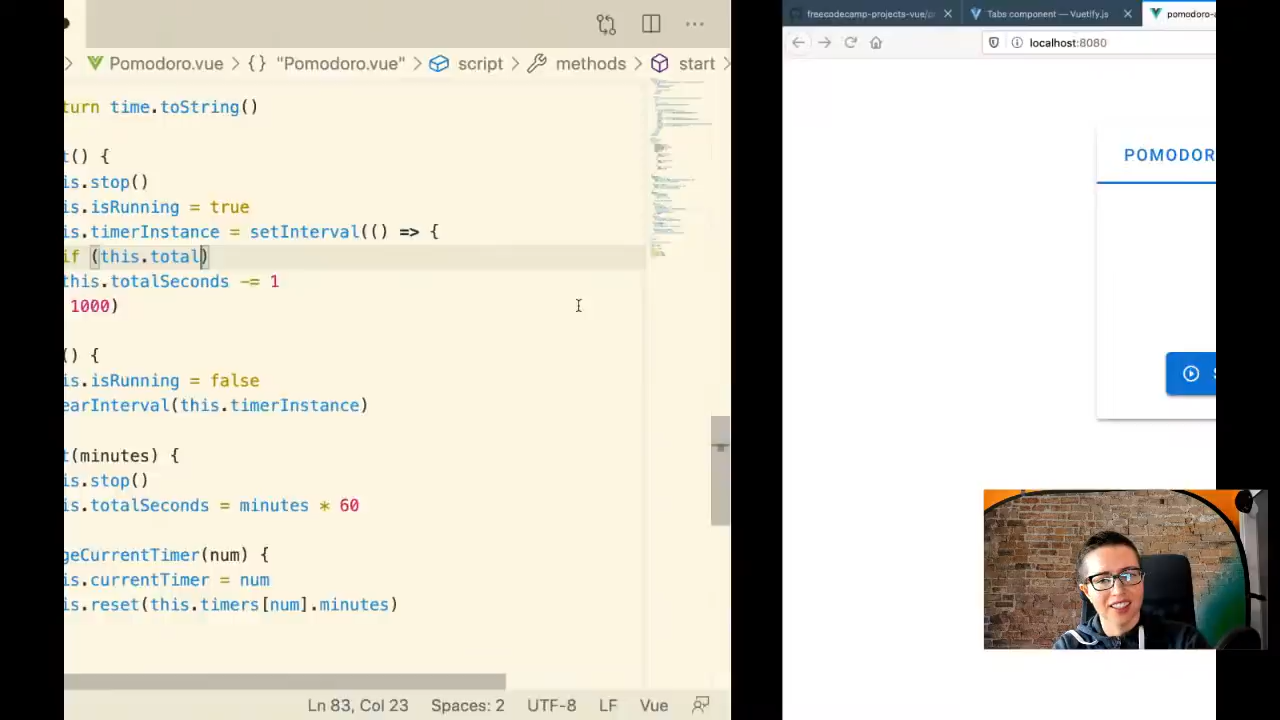 Pomodoro.vue > {} "Pomodoro.vue" > script > methods > start >
turn time.toString()
t() {
is.stop()
is.isRunning = true
is.timerInstance = setInterval(() => {
if (this.total)
this.totalSeconds -= 1
1000)
() {
is.isRunning = false
earInterval(this.timerInstance)
t(minutes) {
is.stop()
is.totalSeconds = minutes * 60
geCurrentTimer(num) {
is.currentTimer = num
is.reset(this.timers[num].minutes)
Ln 83, Col 23 Spaces: 2 UTF-8 LF Vue
freecodecamp-projects-vue/p
Tabs component — Vuetify.js
pomodoro-a
localhost:8080
POMODOR